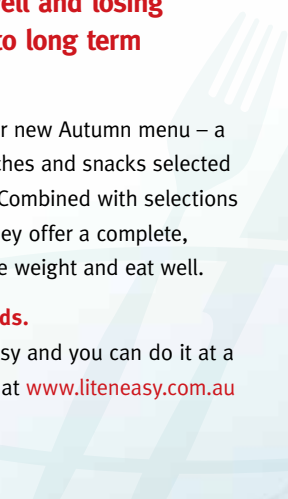 ell and losing
to long term
r new Autumn menu – a
ches and snacks selected
Combined with selections
ey offer a complete,
e weight and eat well.
ds.
sy and you can do it at a
at www.liteneasy.com.au